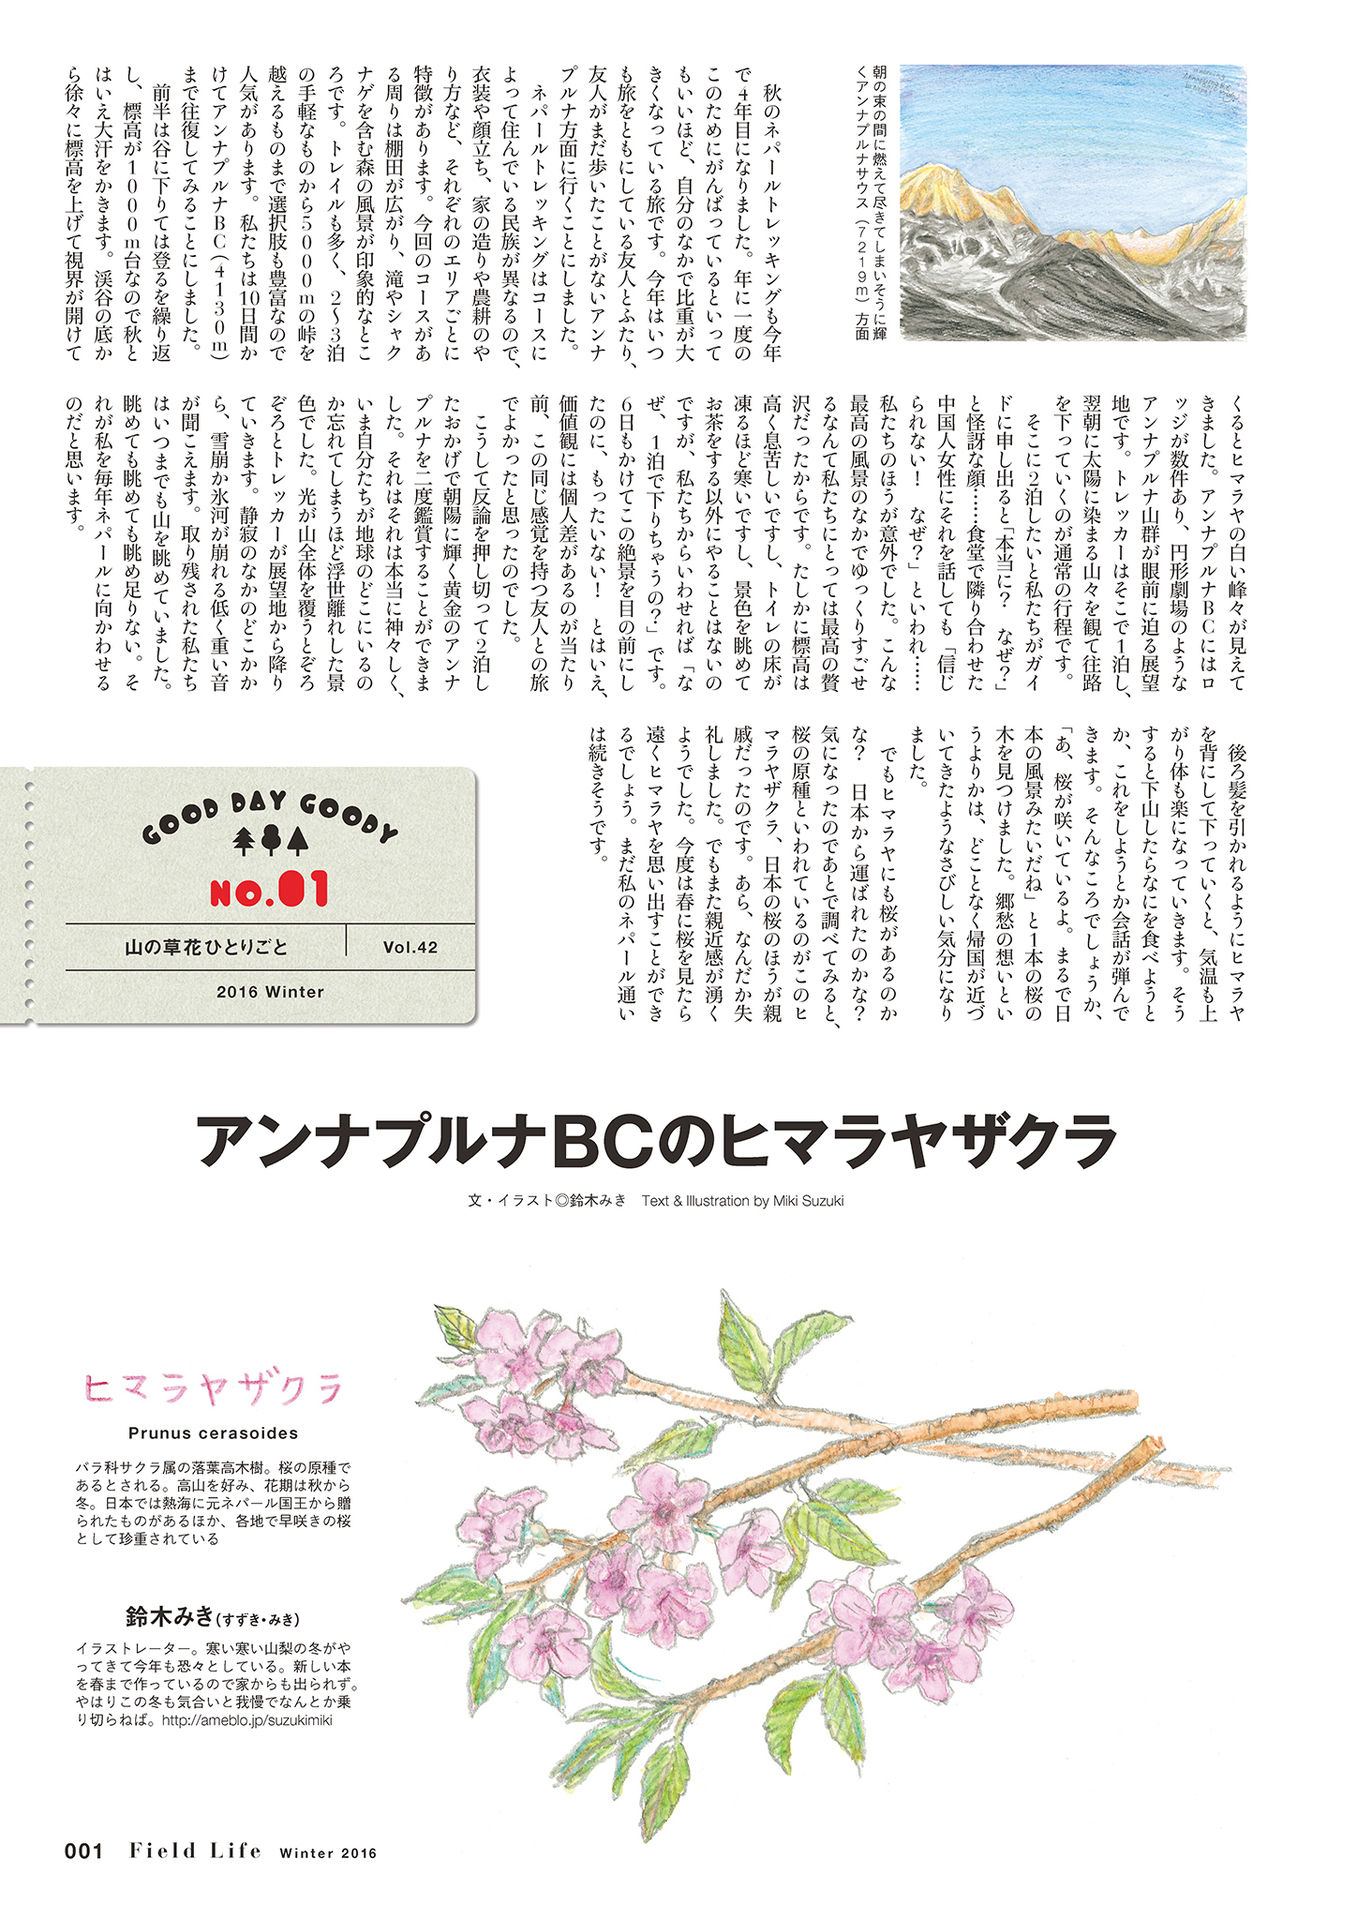 朝の束の間に燃えて尽きてしまいそうに輝
くアンナプルナサウス（7219m）方面
秋のネパールトレッキングも今年
で4年目になりました。年に一度の
このためにがんばっているといって
もいいほど、自分のなかで比重が大
きくなっている旅です。今年はいつ
も旅をともにしている友人とふたり、
友人がまだ歩いたことがないアンナ
プルナ方面に行くことにしました。
ネパールトレッキングはコースに
よって住んでいる民族が異なるので、
衣装や顔立ち、家の造りや農耕のや
り方など、それぞれのエリアごとに
特徴があります。今回のコースがあ
る周りは棚田が広がり、滝やシャク
ナゲを含む森の風景が印象的なとこ
ろです。トレイルも多く、2〜3泊
の手軽なものから5000mの峠を
越えるものまで選択肢も豊富なので
人気があります。私たちは10日間か
けてアンナプルナBC（4130m）
まで往復してみることにしました。
前半は谷に下りては登るを繰り返
し、標高が1000m台なので秋と
はいえ大汗をかきます。渓谷の底か
ら徐々に標高を上げて視界が開けて
くるとヒマラヤの白い峰々が見えて
きました。アンナプルナBCにはロ
ッジが数件あり、円形劇場のような
アンナプルナ山群が眼前に迫る展望
地です。トレッカーはそこで1泊し、
翌朝に太陽に染まる山々を観て往路
を下っていくのが通常の行程です。
そこに2泊したいと私たちがガイ
ドに申し出ると「本当に?　なぜ?」
と怪訝な顔……食堂で隣り合わせた
中国人女性にそれを話しても「信じ
られない!　なぜ?」といわれ……
私たちのほうが意外でした。こんな
最高の風景のなかでゆっくりすごせ
るなんて私たちにとっては最高の贅
沢だったからです。たしかに標高は
高く息苦しいですし、トイレの床が
凍るほど寒いですし、景色を眺めて
お茶をする以外にやることはないの
ですが、私たちからいわせれば「な
ぜ、1泊で下りちゃうの?」です。
6日もかけてこの絶景を目の前にし
たのに、もったいない!　とはいえ、
価値観には個人差があるのが当たり
前、この同じ感覚を持つ友人との旅
でよかったと思ったのでした。
こうして反論を押し切って2泊し
たおかげで朝陽に輝く黄金のアンナ
プルナを二度鑑賞することができま
した。それはそれは本当に神々しく、
いま自分たちが地球のどこにいるの
か忘れてしまうほど浮世離れした景
色でした。光が山全体を覆うとぞろ
ぞろとトレッカーが展望地から降り
ていきます。静寂のなかのどこかか
ら、雪崩か氷河が崩れる低く重い音
が聞こえます。取り残された私たち
はいつまでも山を眺めていました。
眺めても眺めても眺め足りない。そ
れが私を毎年ネパールに向かわせる
のだと思います。
後ろ髪を引かれるようにヒマラヤ
を背にして下っていくと、気温も上
がり体も楽になっていきます。そう
すると下山したらなにを食べようと
か、これをしようとか会話が弾んで
きます。そんなころでしょうか、
「あ、桜が咲いているよ。まるで日
本の風景みたいだね」と1本の桜の
木を見つけました。郷愁の想いとい
うよりかは、どことなく帰国が近づ
いてきたようなさびしい気分になり
ました。
でもヒマラヤにも桜があるのか
な?　日本から運ばれたのかな?
気になったのであとで調べてみると、
桜の原種といわれているのがこのヒ
マラヤザクラ、日本の桜のほうが親
戚だったのです。あら、なんだか失
礼しました。でもまた親近感が湧く
ようでした。今度は春に桜を見たら
遠くヒマラヤを思い出すことができ
るでしょう。まだ私のネパール通い
は続きそうです。
GOOD DAY GOODY
NO.01
山の草花ひとりごと
Vol.42
2016 Winter
アンナプルナBCのヒマラヤザクラ
文・イラスト◎鈴木みき　Text & Illustration by Miki Suzuki
ヒマラヤザクラ
Prunus cerasoides
バラ科サクラ属の落葉高木樹。桜の原種で
あるとされる。高山を好み、花期は秋から
冬。日本では熱海に元ネパール国王から贈
られたものがあるほか、各地で早咲きの桜
として珍重されている
鈴木みき(すずき・みき)
イラストレーター。寒い寒い山梨の冬がや
ってきて今年も恐々としている。新しい本
を春まで作っているので家からも出られず。
やはりこの冬も気合いと我慢でなんとか乗
り切らねば。http://ameblo.jp/suzukimiki
001 Field Life Winter 2016